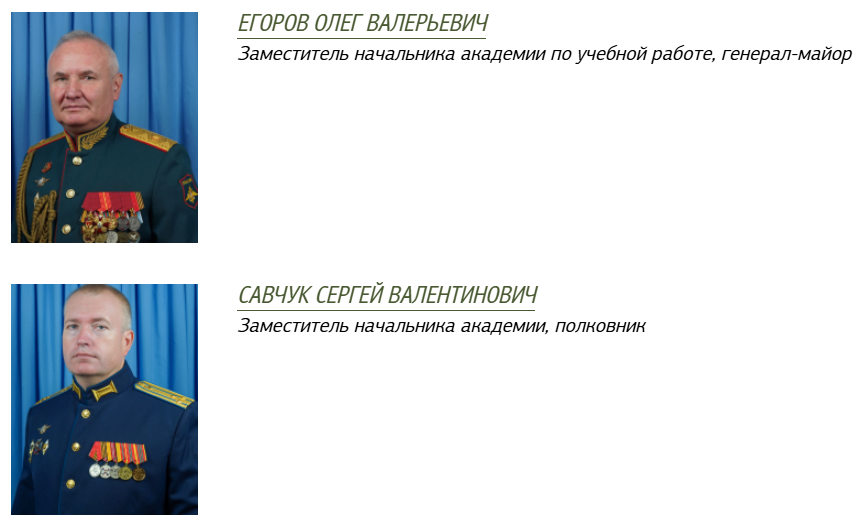 ЕГОРОВ ОЛЕГ ВАЛЕРЬЕВИЧ
Заместитель начальника академии по учебной работе, генерал-майор
САВЧУК СЕРГЕЙ ВАЛЕНТИНОВИЧ
Заместитель начальника академии, полковник